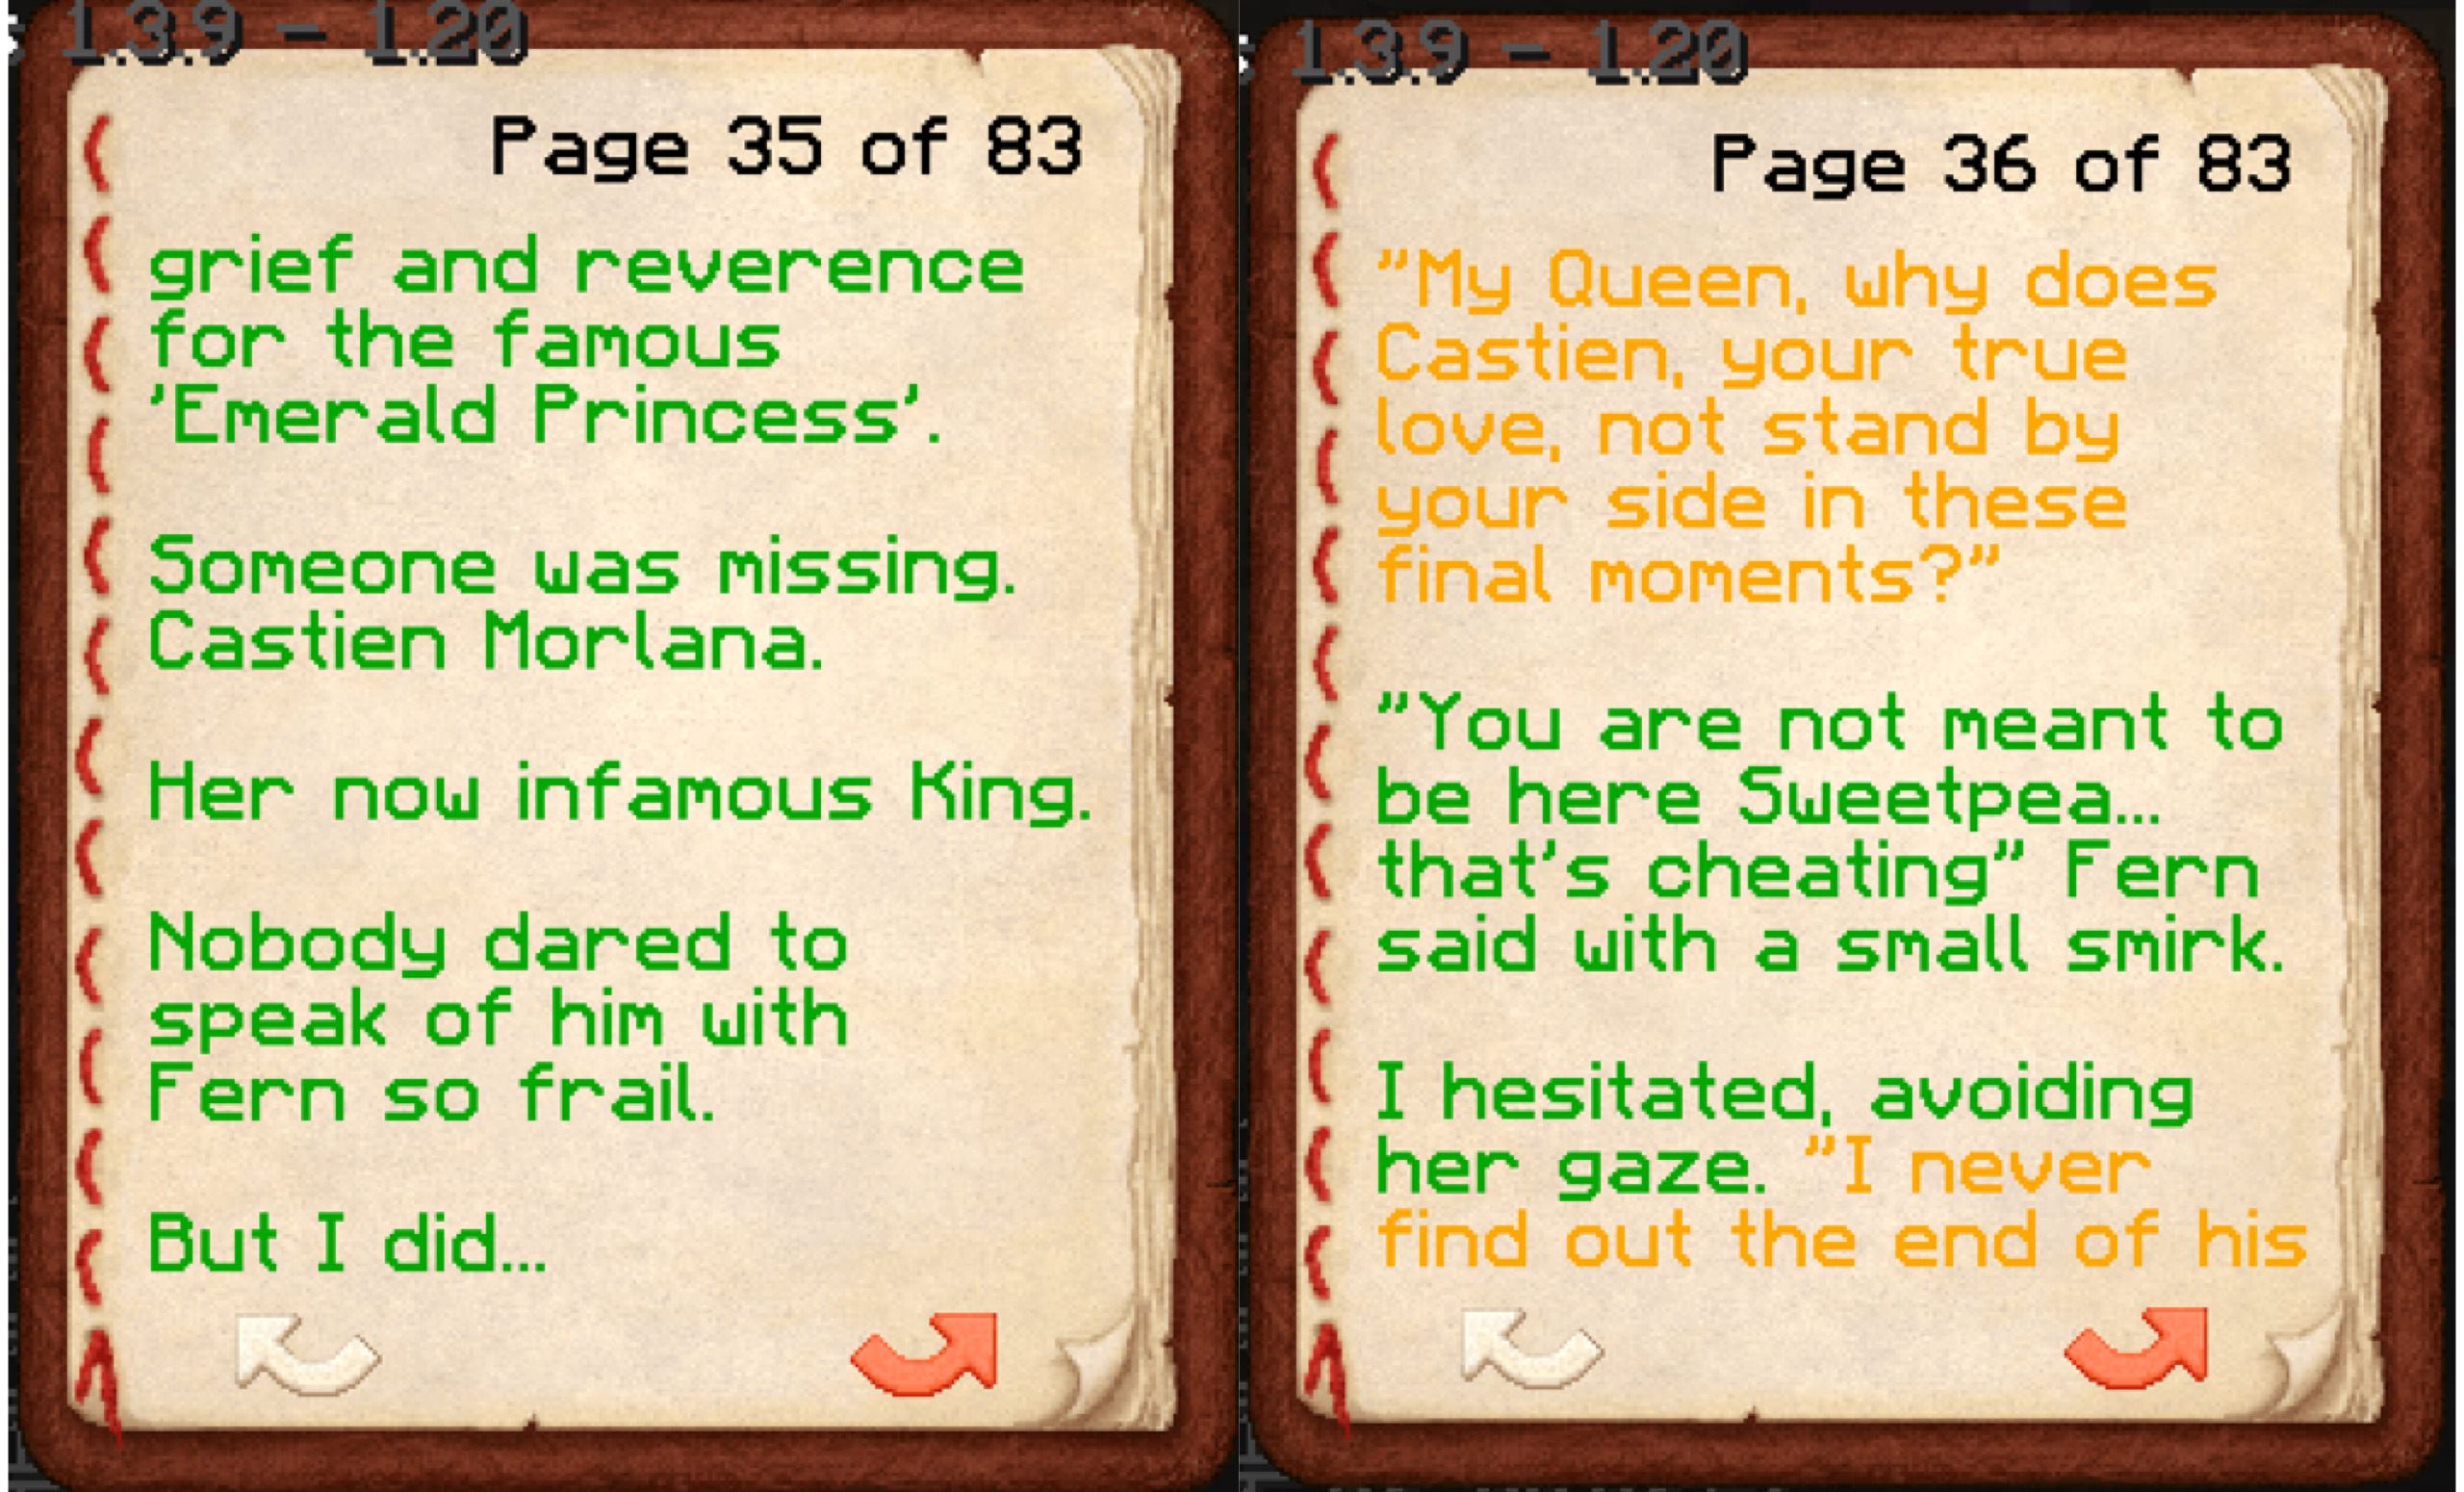 1.3.9 - 1.20
Page 35 of 83
grief and reverence
for the famous
'Emerald Princess'.
Someone was missing.
Castien Morlana.
Her now infamous King.
Nobody dared to
speak of him with
Fern so frail.
But I did...
s 1.3.9 - 1.20
Page 36 of 83
"My Queen, why does
Castien, your true
love, not stand by
your side in these
final moments?"
"You are not meant to
be here Sweetpea...
that's cheating" Fern
said with a small smirk.
I hesitated, avoiding
her gaze. "I never
find out the end of his